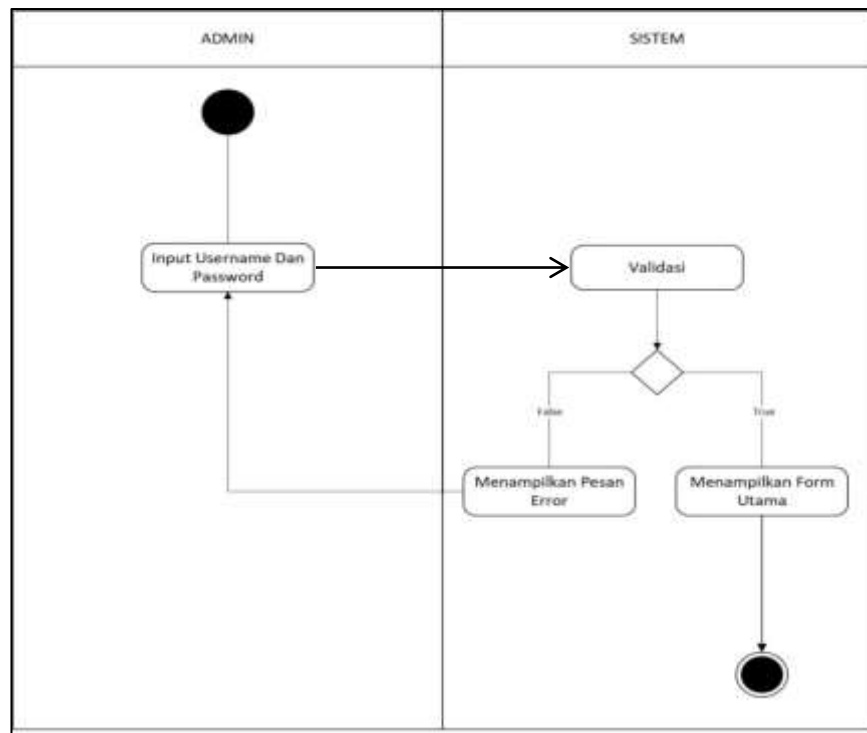 ADMIN
SISTEM
Input Username Dan
Password
Validasi
False
True
Menampilkan Pesan
Error
Menampilkan Form
Utama